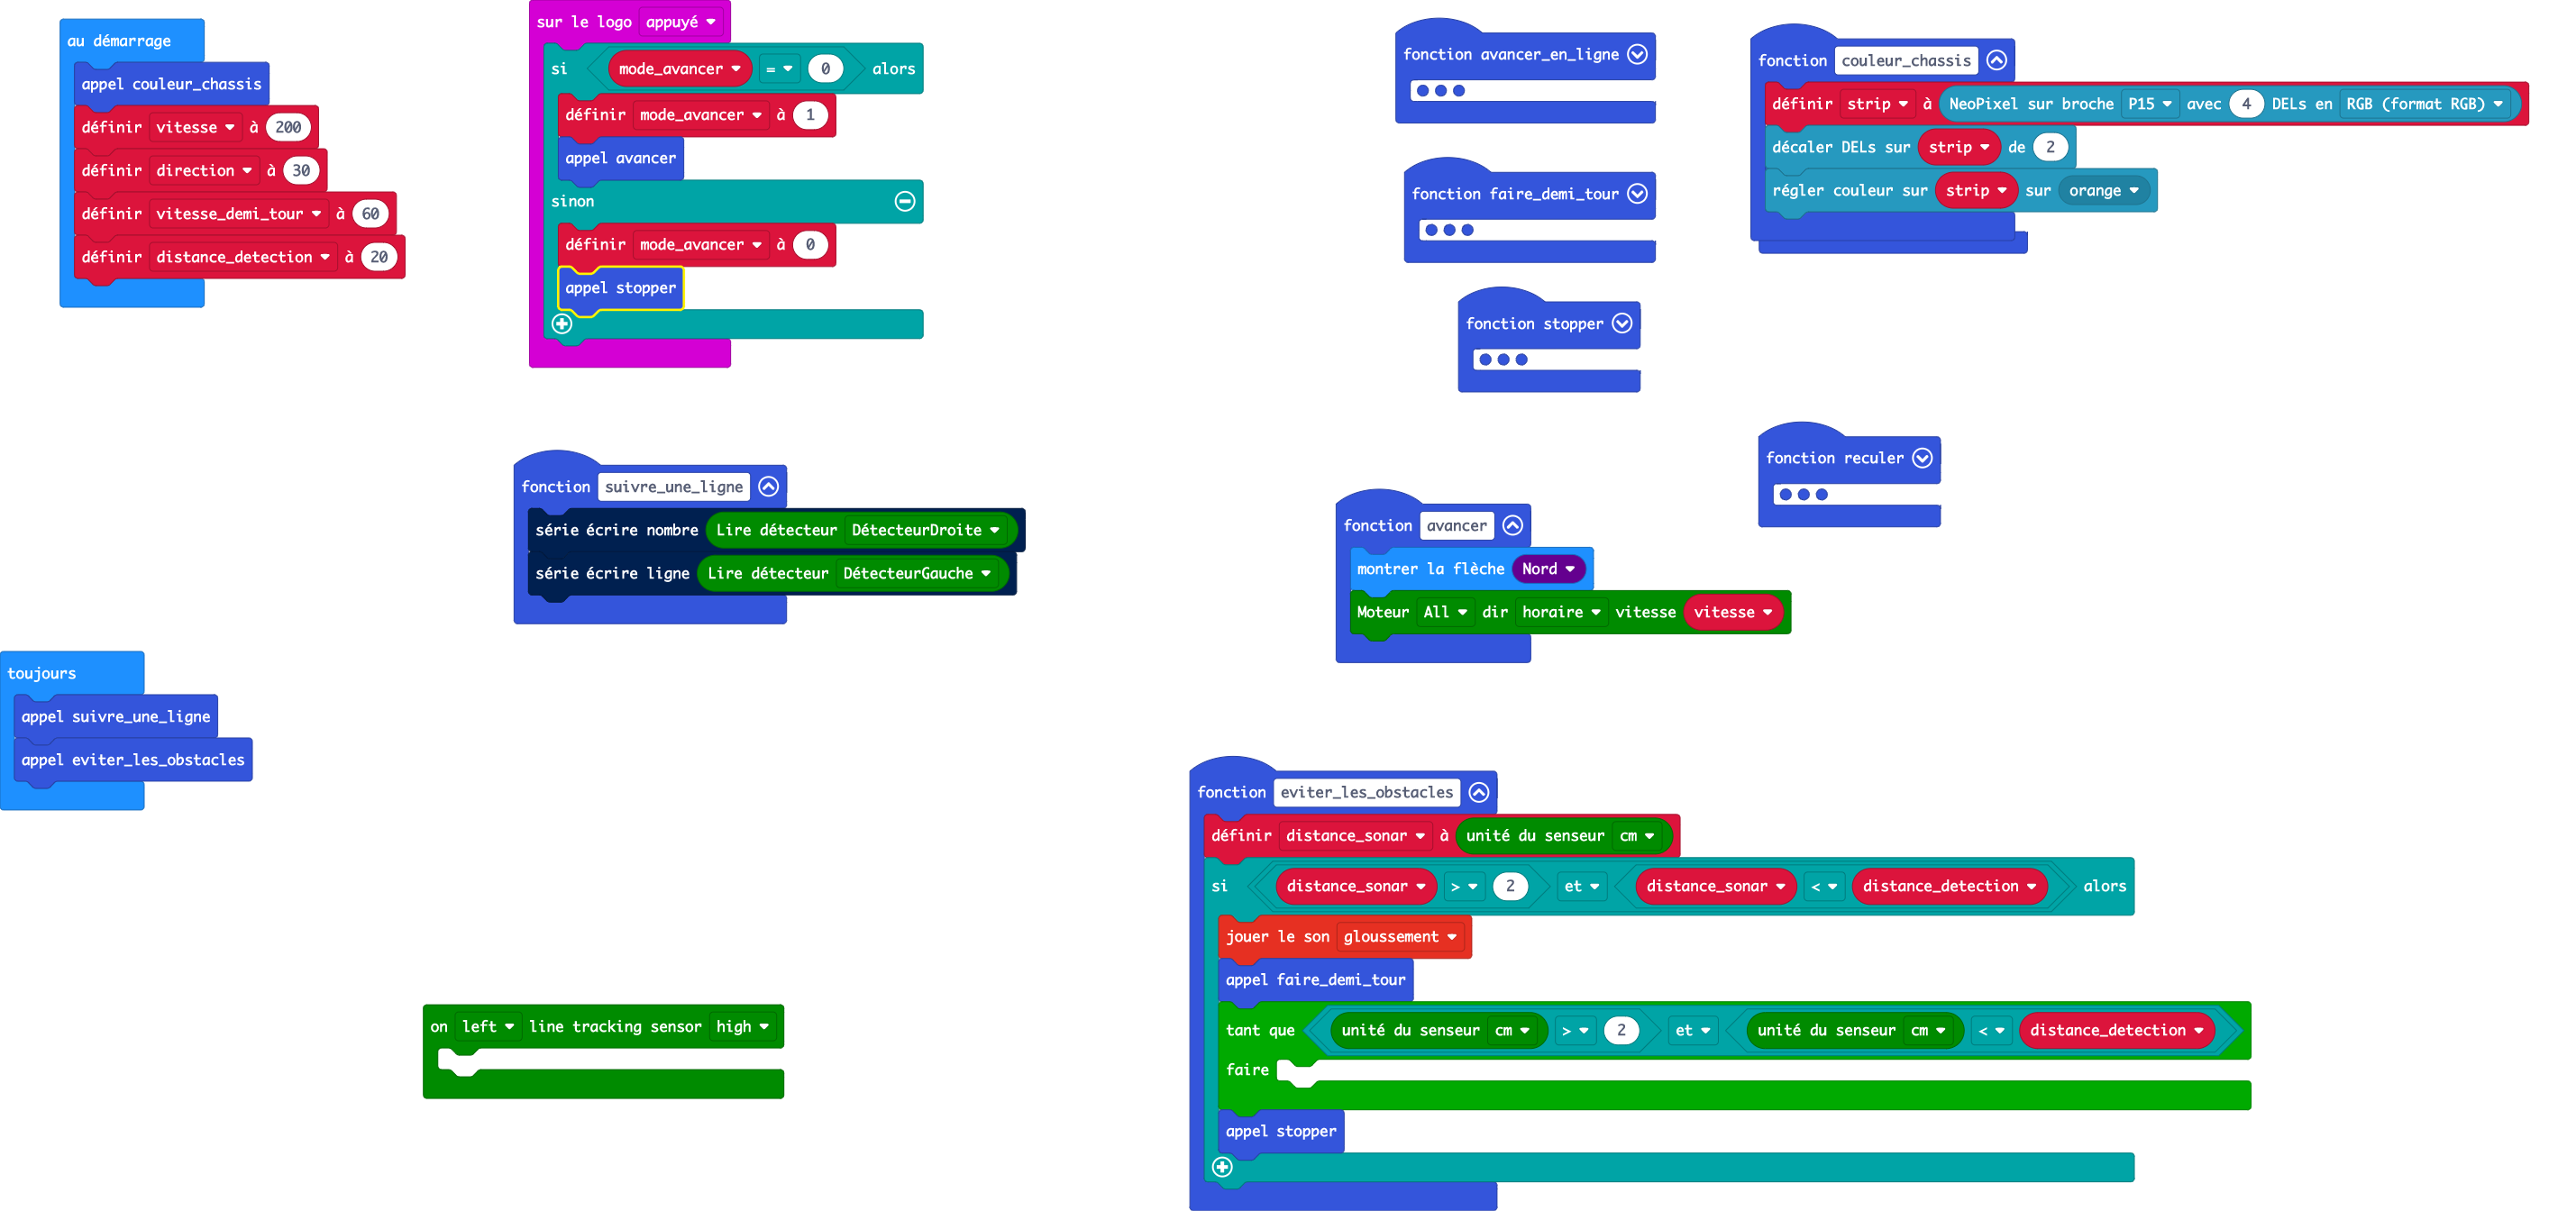 au démarrage
appel couleur_chassis
définir vitesse à 200
définir direction à 30
définir vitesse_demi_tour à 60
définir distance_detection à 20
sur le logo appuyé
si mode_avancer = 0 alors
définir mode_avancer à 1
appel avancer
sinon
définir mode_avancer à 0
appel stopper
fonction avancer_en_ligne
fonction faire_demi_tour
fonction stopper
fonction couleur_chassis
définir strip à NeoPixel sur broche P15 avec 4 DELs en RGB (format RGB)
décaler DELs sur strip de 2
régler couleur sur strip sur orange
fonction reculer
fonction suivre_une_ligne
série écrire nombre Lire détecteur DétecteurDroite
série écrire ligne Lire détecteur DétecteurGauche
fonction avancer
montrer la flèche Nord
Moteur All dir horaire vitesse vitesse
toujours
appel suivre_une_ligne
appel eviter_les_obstacles
fonction eviter_les_obstacles
définir distance_sonar à unité du senseur cm
si distance_sonar > 2 et distance_sonar < distance_detection alors
jouer le son gloussement
appel faire_demi_tour
tant que unité du senseur cm > 2 et unité du senseur cm < distance_detection
faire
appel stopper
on left line tracking sensor high